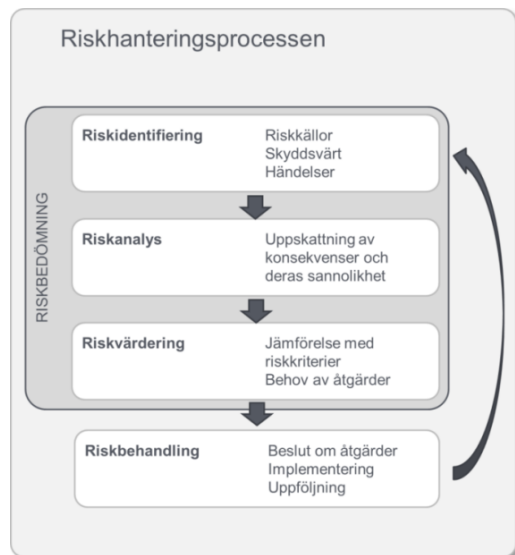 Riskhanteringsprocessen
RISKBEDÖMNING
Riskidentifiering
Riskkällor
Skyddsvärt
Händelser
Riskanalys
Uppskattning av
konsekvenser och
deras sannolikhet
Riskvärdering
Jämförelse med
riskkriterier
Behov av åtgärder
Riskbehandling
Beslut om åtgärder
Implementering
Uppföljning